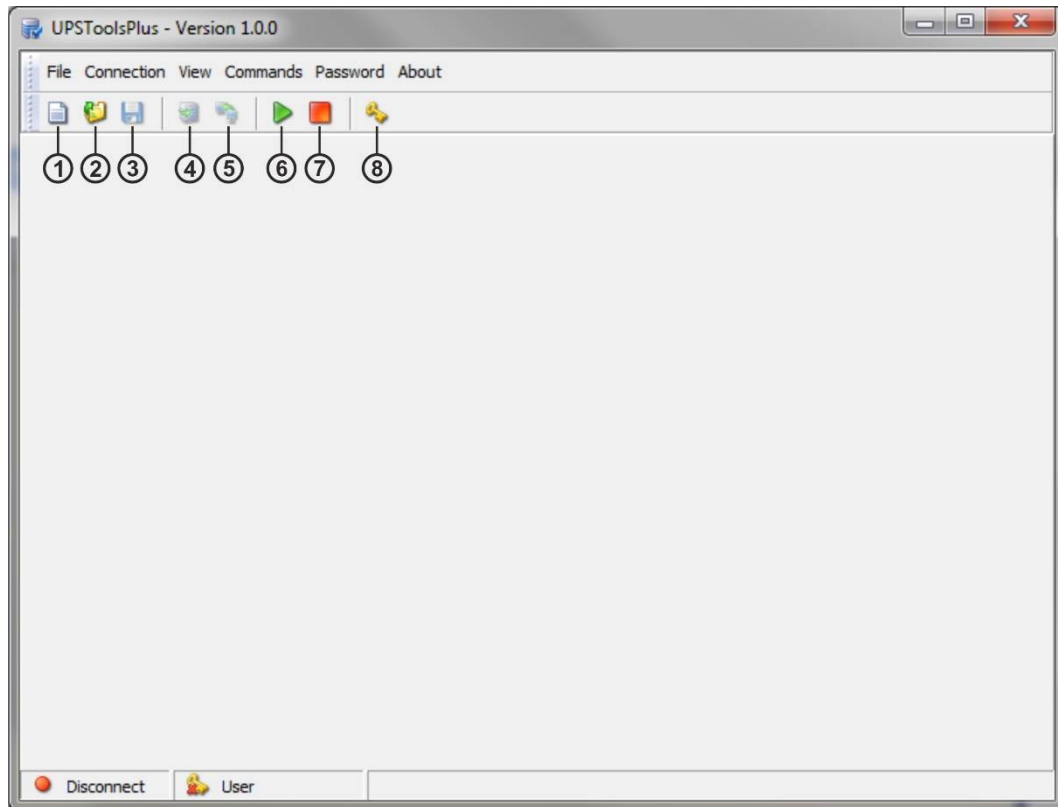 UPSToolsPlus - Version 1.0.0
File Connection View Commands Password About
1 2 3 4 5 6 7 8
Disconnect User